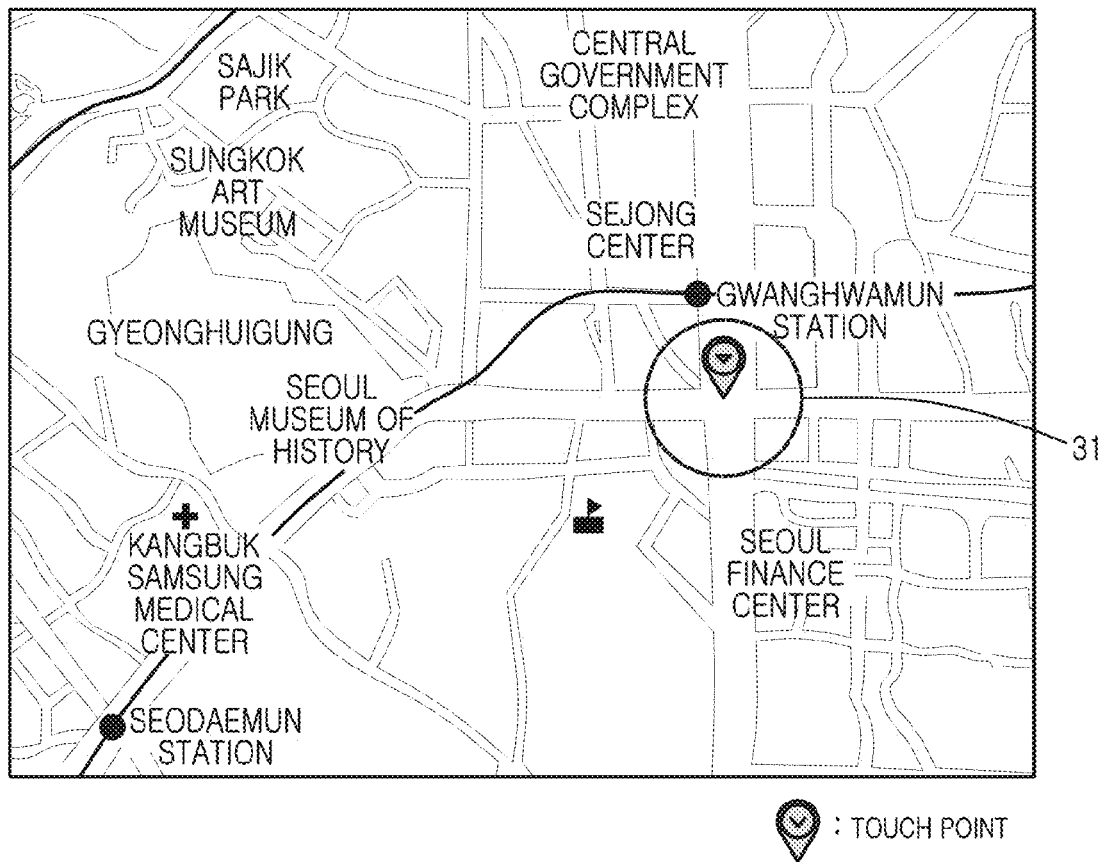 SAJIK
PARK
CENTRAL
GOVERNMENT
COMPLEX
SUNGKOK
ART
MUSEUM
SEJONG
CENTER
GWANGHWAMUN
STATION
GYEONGHUIGUNG
SEOUL
MUSEUM OF
HISTORY
31
KANGBUK
SAMSUNG
MEDICAL
CENTER
SEOUL
FINANCE
CENTER
SEODAEMUN
STATION
: TOUCH POINT